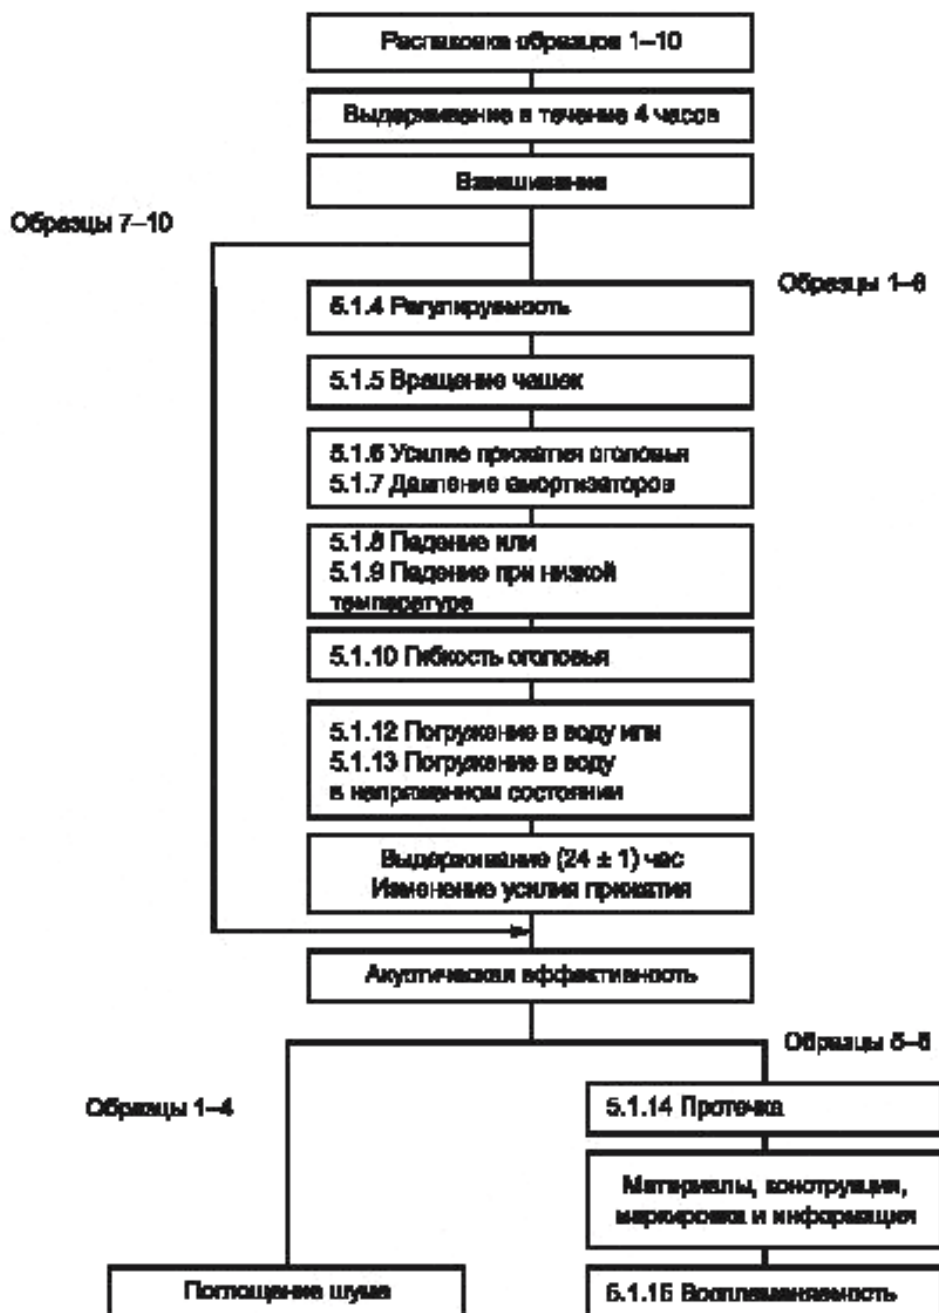 Распаковка образцов 1–10
Выдерживание в течение 4 часов
Взвешивание
Образцы 7–10
Образцы 1–6
5.1.4 Регулируемость
5.1.5 Вращение чашек
5.1.6 Усилие прижатия оголовья
5.1.7 Давление амортизаторов
5.1.8 Падение или
5.1.9 Падение при низкой
температуре
5.1.10 Гибкость оголовья
5.1.12 Погружение в воду или
5.1.13 Погружение в воду
в напряженном состоянии
Выдерживание (24 ± 1) час
Изменение усилия прижатия
Акустическая эффективность
Образцы 5–6
Образцы 1–4
5.1.14 Протечка
Материалы, конструкция,
маркировка и информация
Поглощение шума
5.1.15 Воспламеняемость